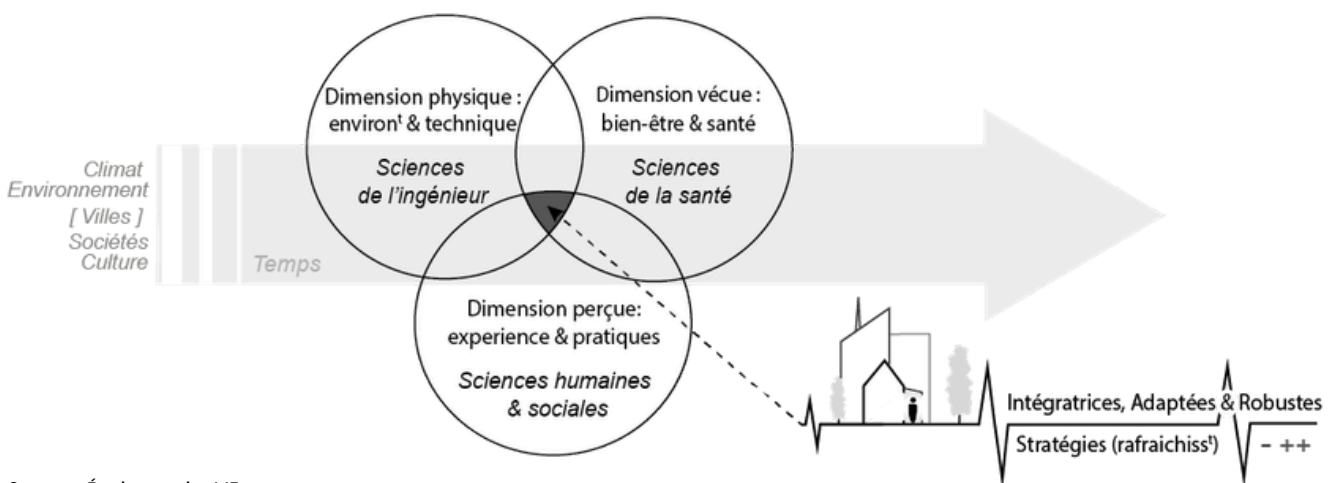 Dimension physique :
environᵗ & technique
Sciences
de l'ingénieur
Dimension vécue :
bien-être & santé
Sciences
de la santé
Climat
Environnement
[ Villes ]
Sociétés
Culture
Temps
Dimension perçue:
experience & pratiques
Sciences humaines
& sociales
Intégratrices, Adaptées & Robustes
Stratégies (rafraichissᵗ)
- ++